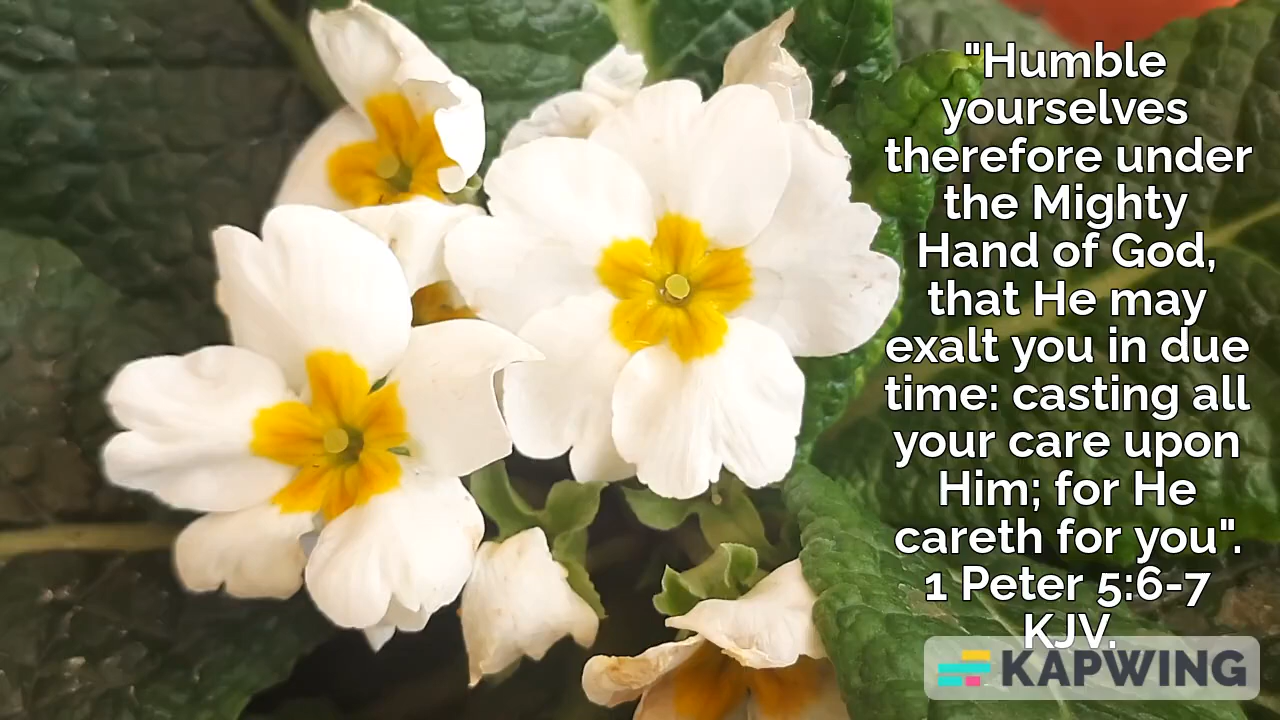 "Humble
yourselves
therefore under
the Mighty
Hand of God,
that He may
exalt you in due
time: casting all
your care upon
Him; for He
careth for you".
1 Peter 5:6-7
KJV.
KAPWING